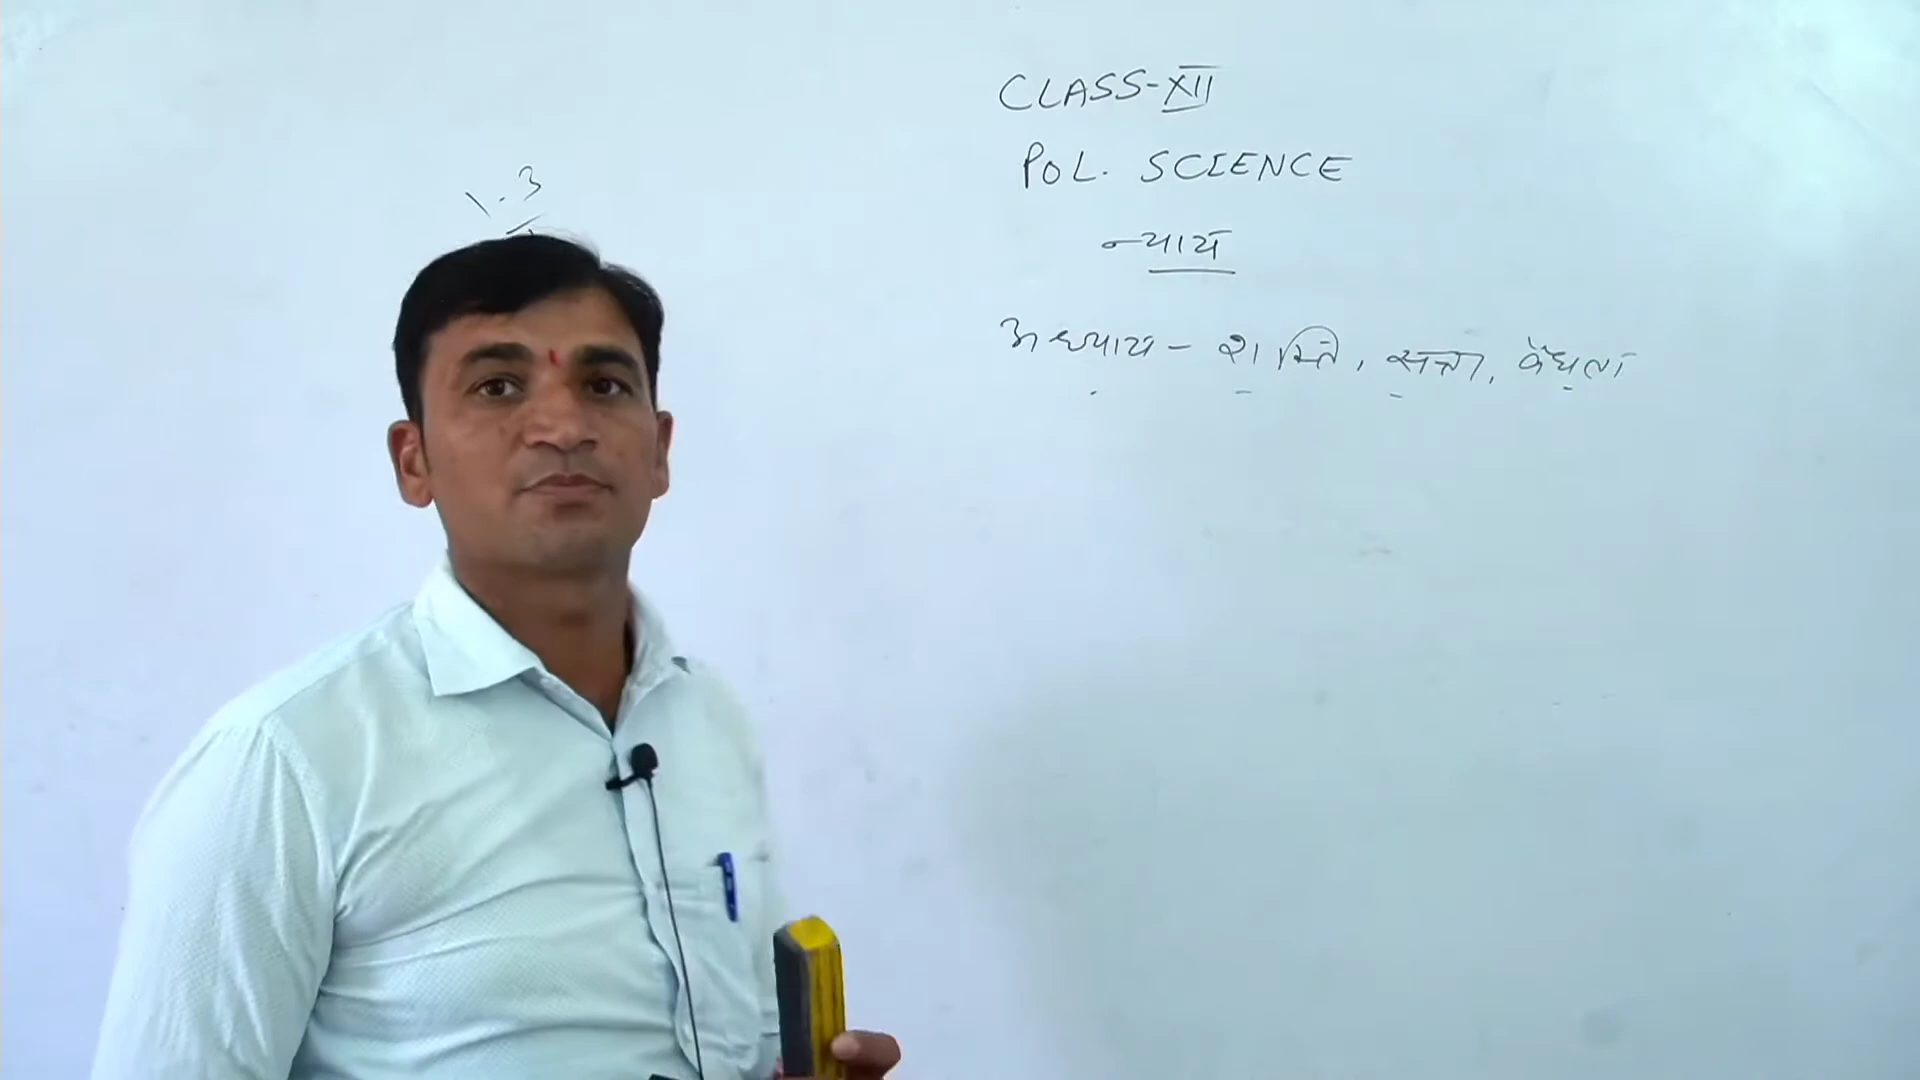 1.3
CLASS-XII
POL. SCIENCE
न्याय
अध्याय - शक्ति, सत्ता, वैधता